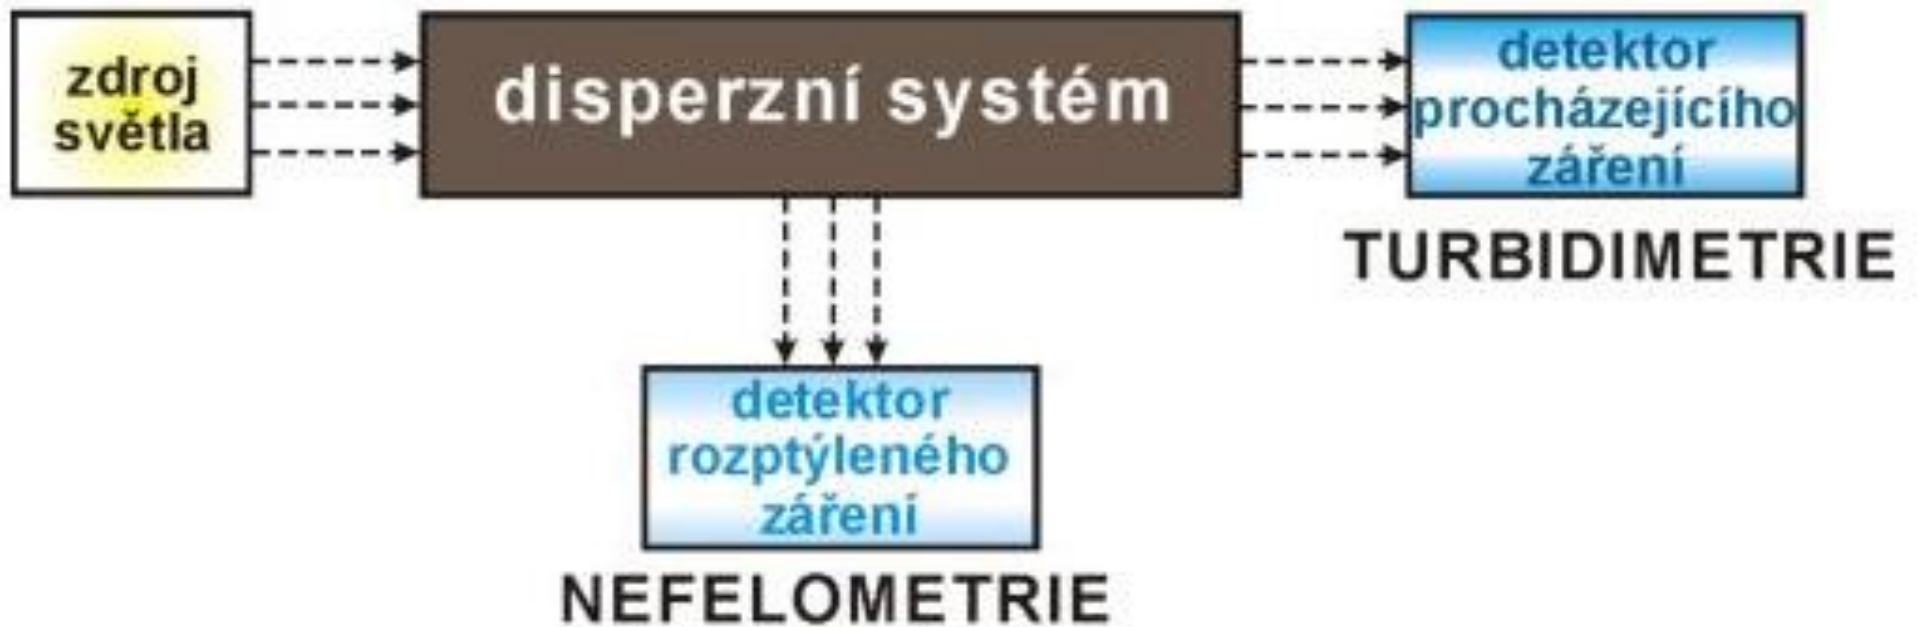 zdroj
světla
disperzní systém
detektor
procházejícího
záření
TURBIDIMETRIE
detektor
rozptýleného
záření
NEFELOMETRIE